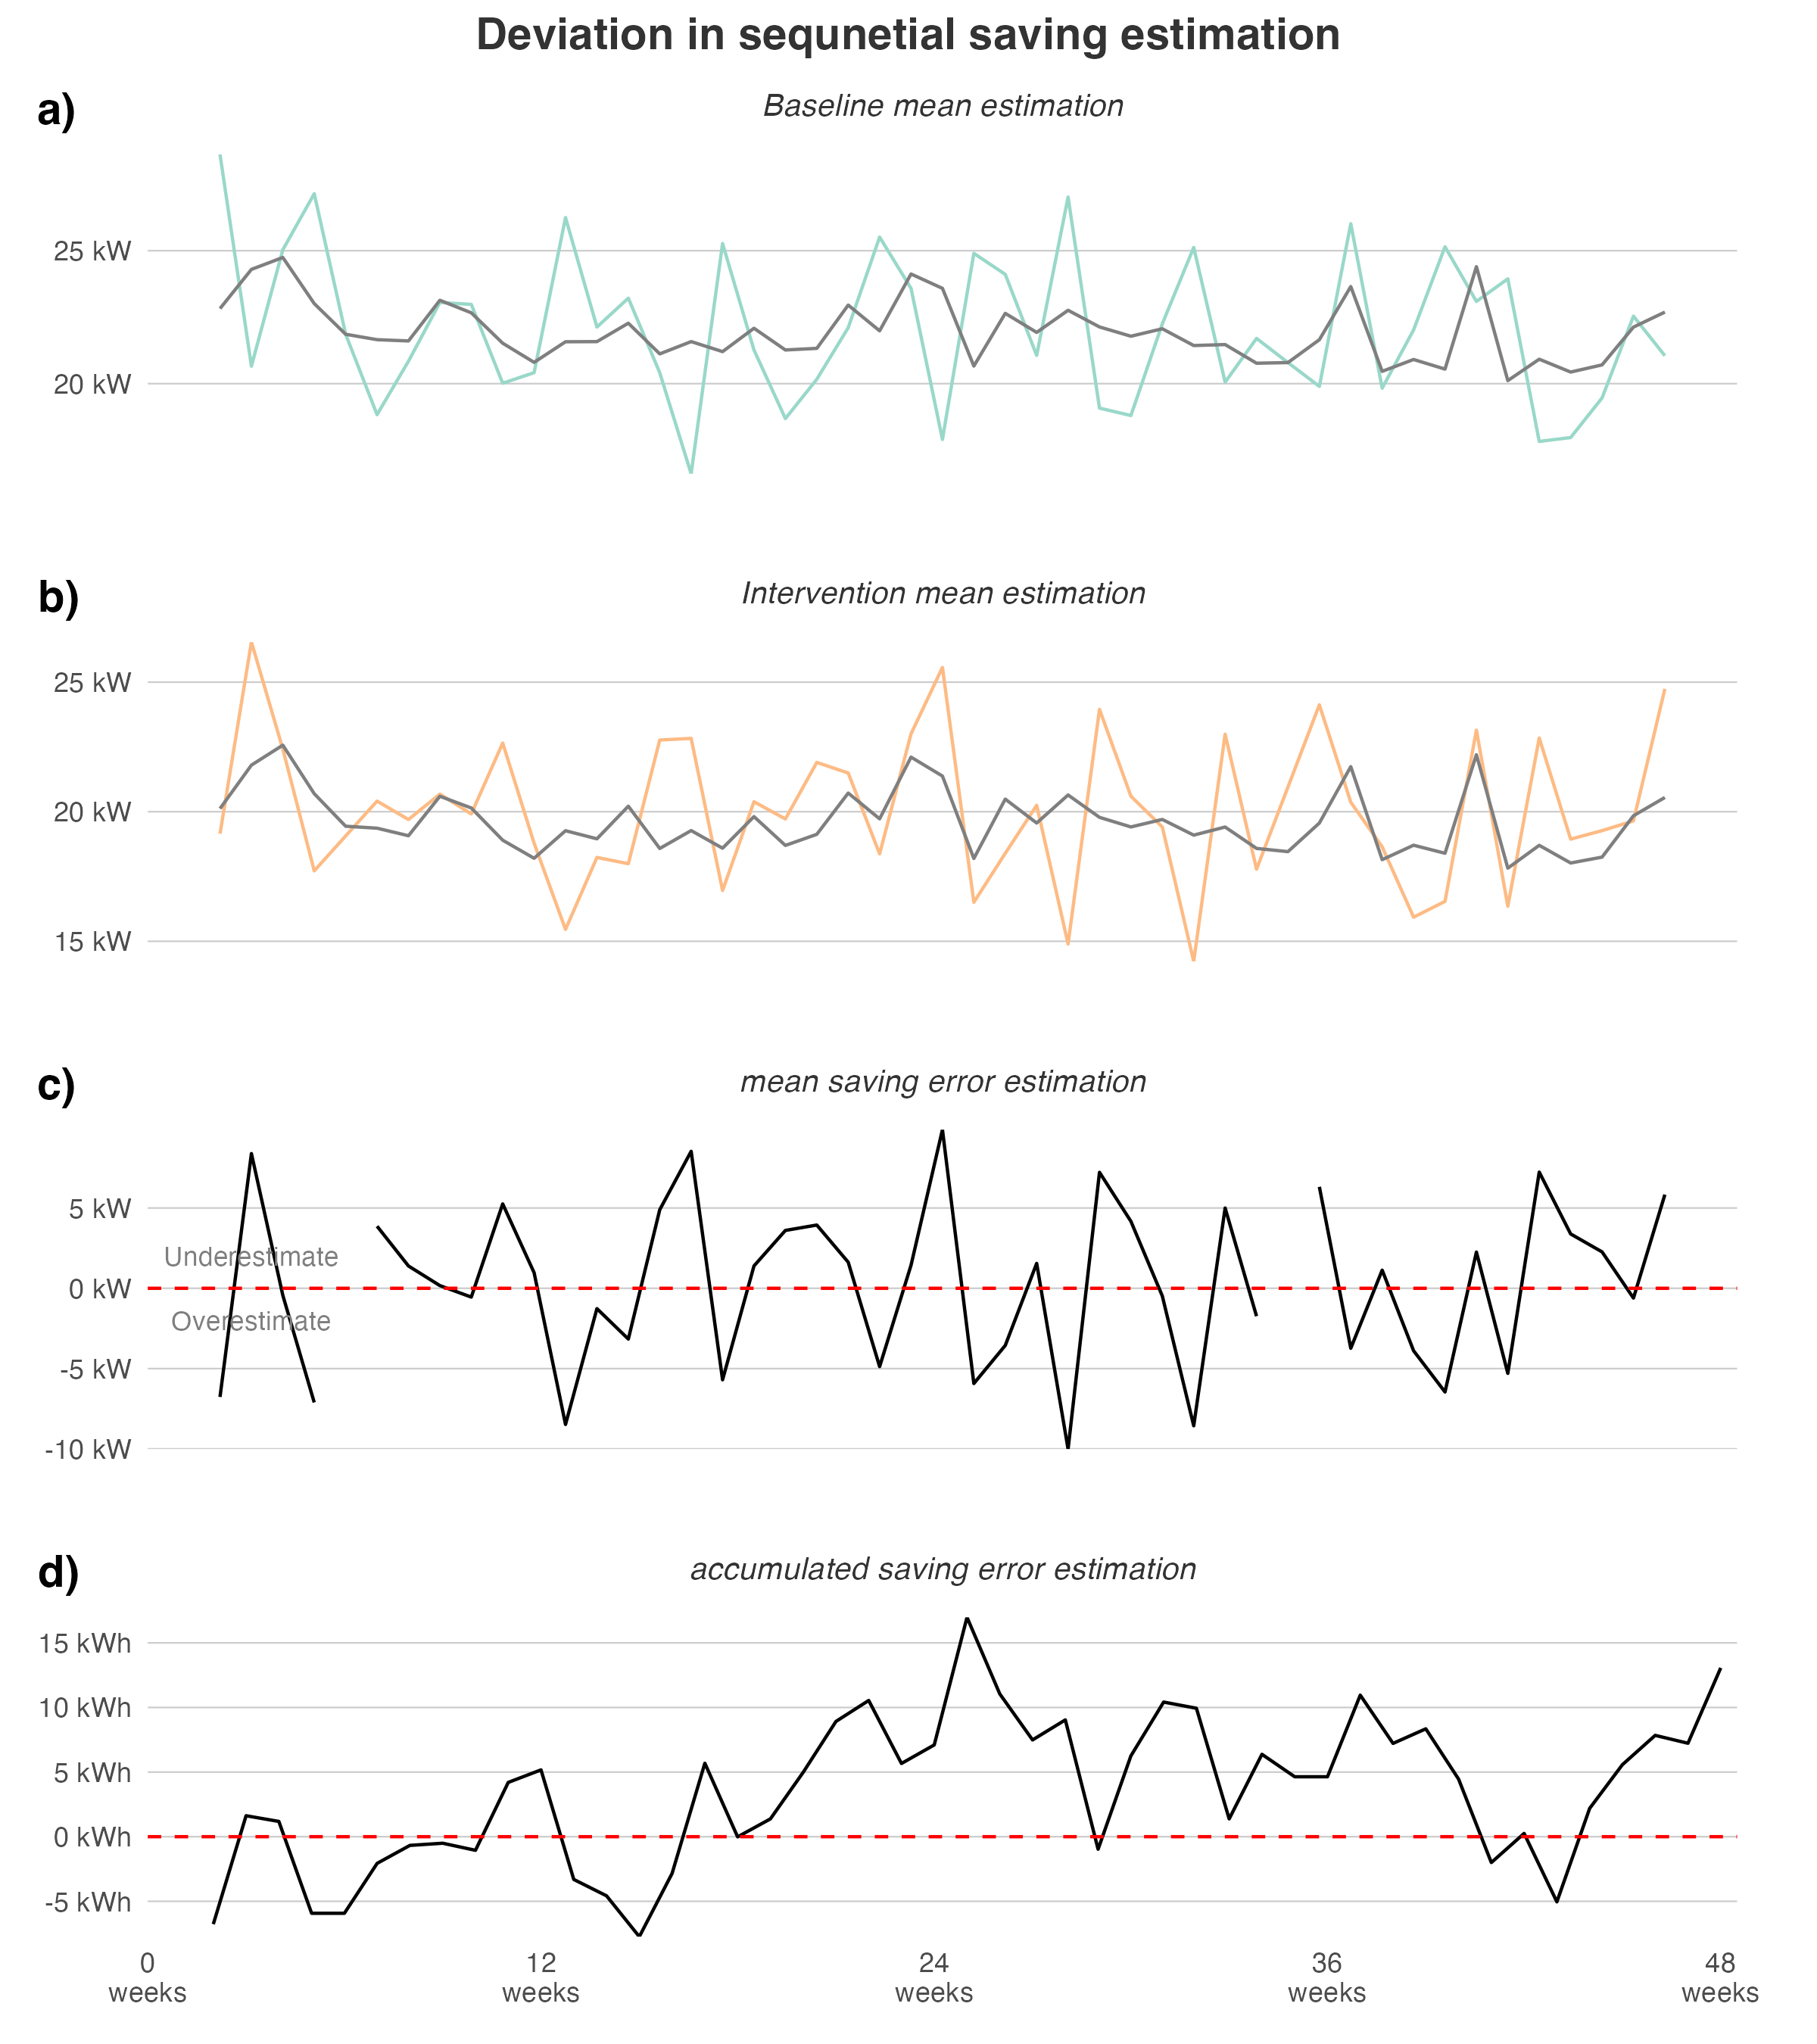 Deviation in sequnetial saving estimation
a)
Baseline mean estimation
25 kW
20 kW
b)
Intervention mean estimation
25 kW
20 kW
15 kW
c)
mean saving error estimation
5 kW
Underestimate
0 kW
Overestimate
-5 kW
-10 kW
d)
accumulated saving error estimation
15 kWh
10 kWh
5 kWh
0 kWh
-5 kWh
0 12 24 36 48
weeks weeks weeks weeks weeks